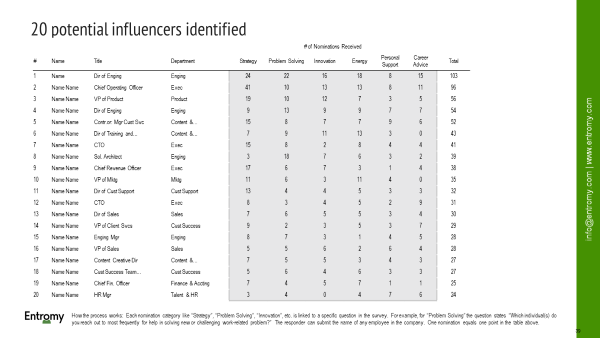 20 potential influencers identified
# of Nominations Received
# Name Title Department Strategy Problem Solving Innovation Energy Personal Support Career Advice Total
1 Name Dir of Enging Enging 24 22 16 18 8 15 103
2 Name Name Chief Operating Officer Exec 41 10 13 13 8 11 96
3 Name Name VP of Product Product 19 10 12 7 3 5 56
4 Name Name Dir of Enging Enging 9 13 9 9 7 7 54
5 Name Name Contr or: Mgr Cust Svc Content &... 15 8 7 7 9 6 52
6 Name Name Dir of Training and... Content &... 7 9 11 13 3 0 43
7 Name Name CTO Exec 15 8 2 8 4 4 41
8 Name Name Sol. Architect Enging 3 18 7 6 3 2 39
9 Name Name Chief Revenue Officer Exec 17 6 7 3 1 4 38
10 Name Name VP of Mktg Mktg 11 6 3 11 4 0 35
11 Name Name Dir of Cust Support Cust Support 13 4 4 5 3 3 32
12 Name Name CTO Exec 8 3 4 5 2 9 31
13 Name Name Dir of Sales Sales 7 6 5 5 3 4 30
14 Name Name VP of Client Svcs Cust Success 9 2 3 5 3 7 29
15 Name Name Enging Mgr Enging 8 7 3 1 4 5 28
16 Name Name VP of Sales Sales 5 5 6 2 6 4 28
17 Name Name Content Creative Dir Content &... 7 5 5 3 4 3 27
18 Name Name Cust Success Team... Cust Success 5 6 4 6 3 3 27
19 Name Name Chief Fin. Officer Finance & Accting 7 4 5 7 1 1 25
20 Name Name HR Mgr Talent & HR 3 4 0 4 7 6 24
info@entromy.com | www.entromy.com
Entromy
How the process works: Each nomination category like "Strategy", "Problem Solving", "Innovation", etc. is linked to a specific question in the survey. For example, for "Problem Solving" the question states "Which individual(s) do
you reach out to most frequently for help in solving new or challenging work-related problem?" The responder can submit the name of any employee in the company. One nomination equals one point in the table above.